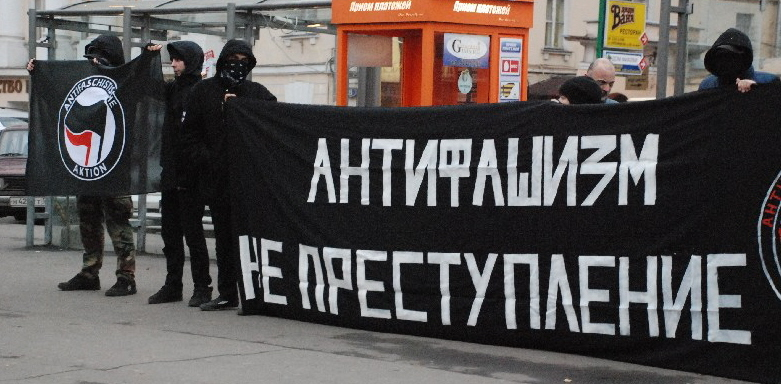 Прием платежей
Прием платежей
ANTIFASCHISTISCHE
AKTION
АНТИФАШИЗМ
НЕ ПРЕСТУПЛЕНИЕ